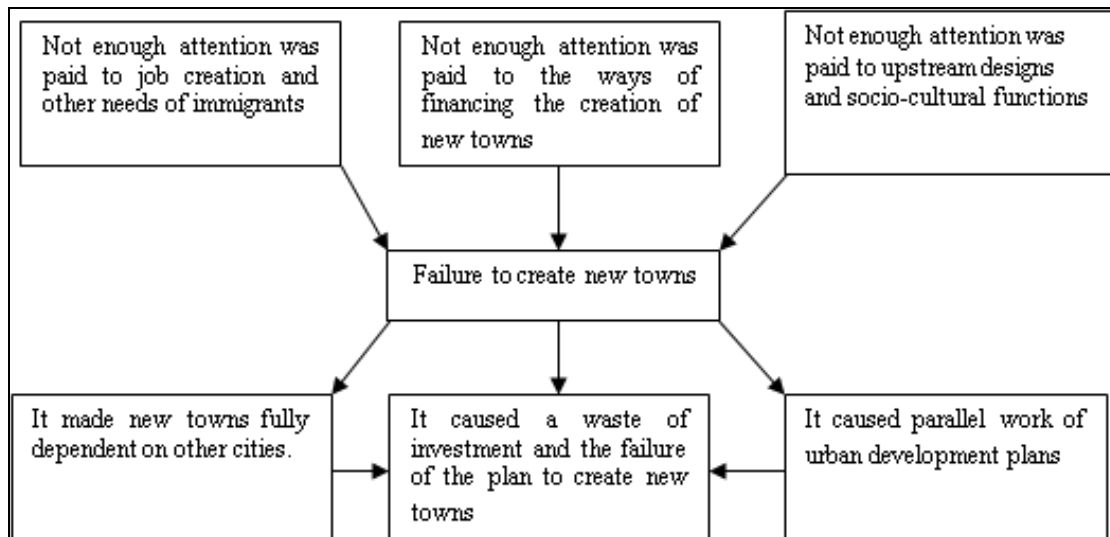 Not enough attention was
paid to job creation and
other needs of immigrants
Not enough attention was
paid to the ways of
financing the creation of
new towns
Not enough attention was
paid to upstream designs
and socio-cultural functions
Failure to create new towns
It made new towns fully
dependent on other cities.
It caused a waste of
investment and the failure
of the plan to create new
towns
It caused parallel work of
urban development plans